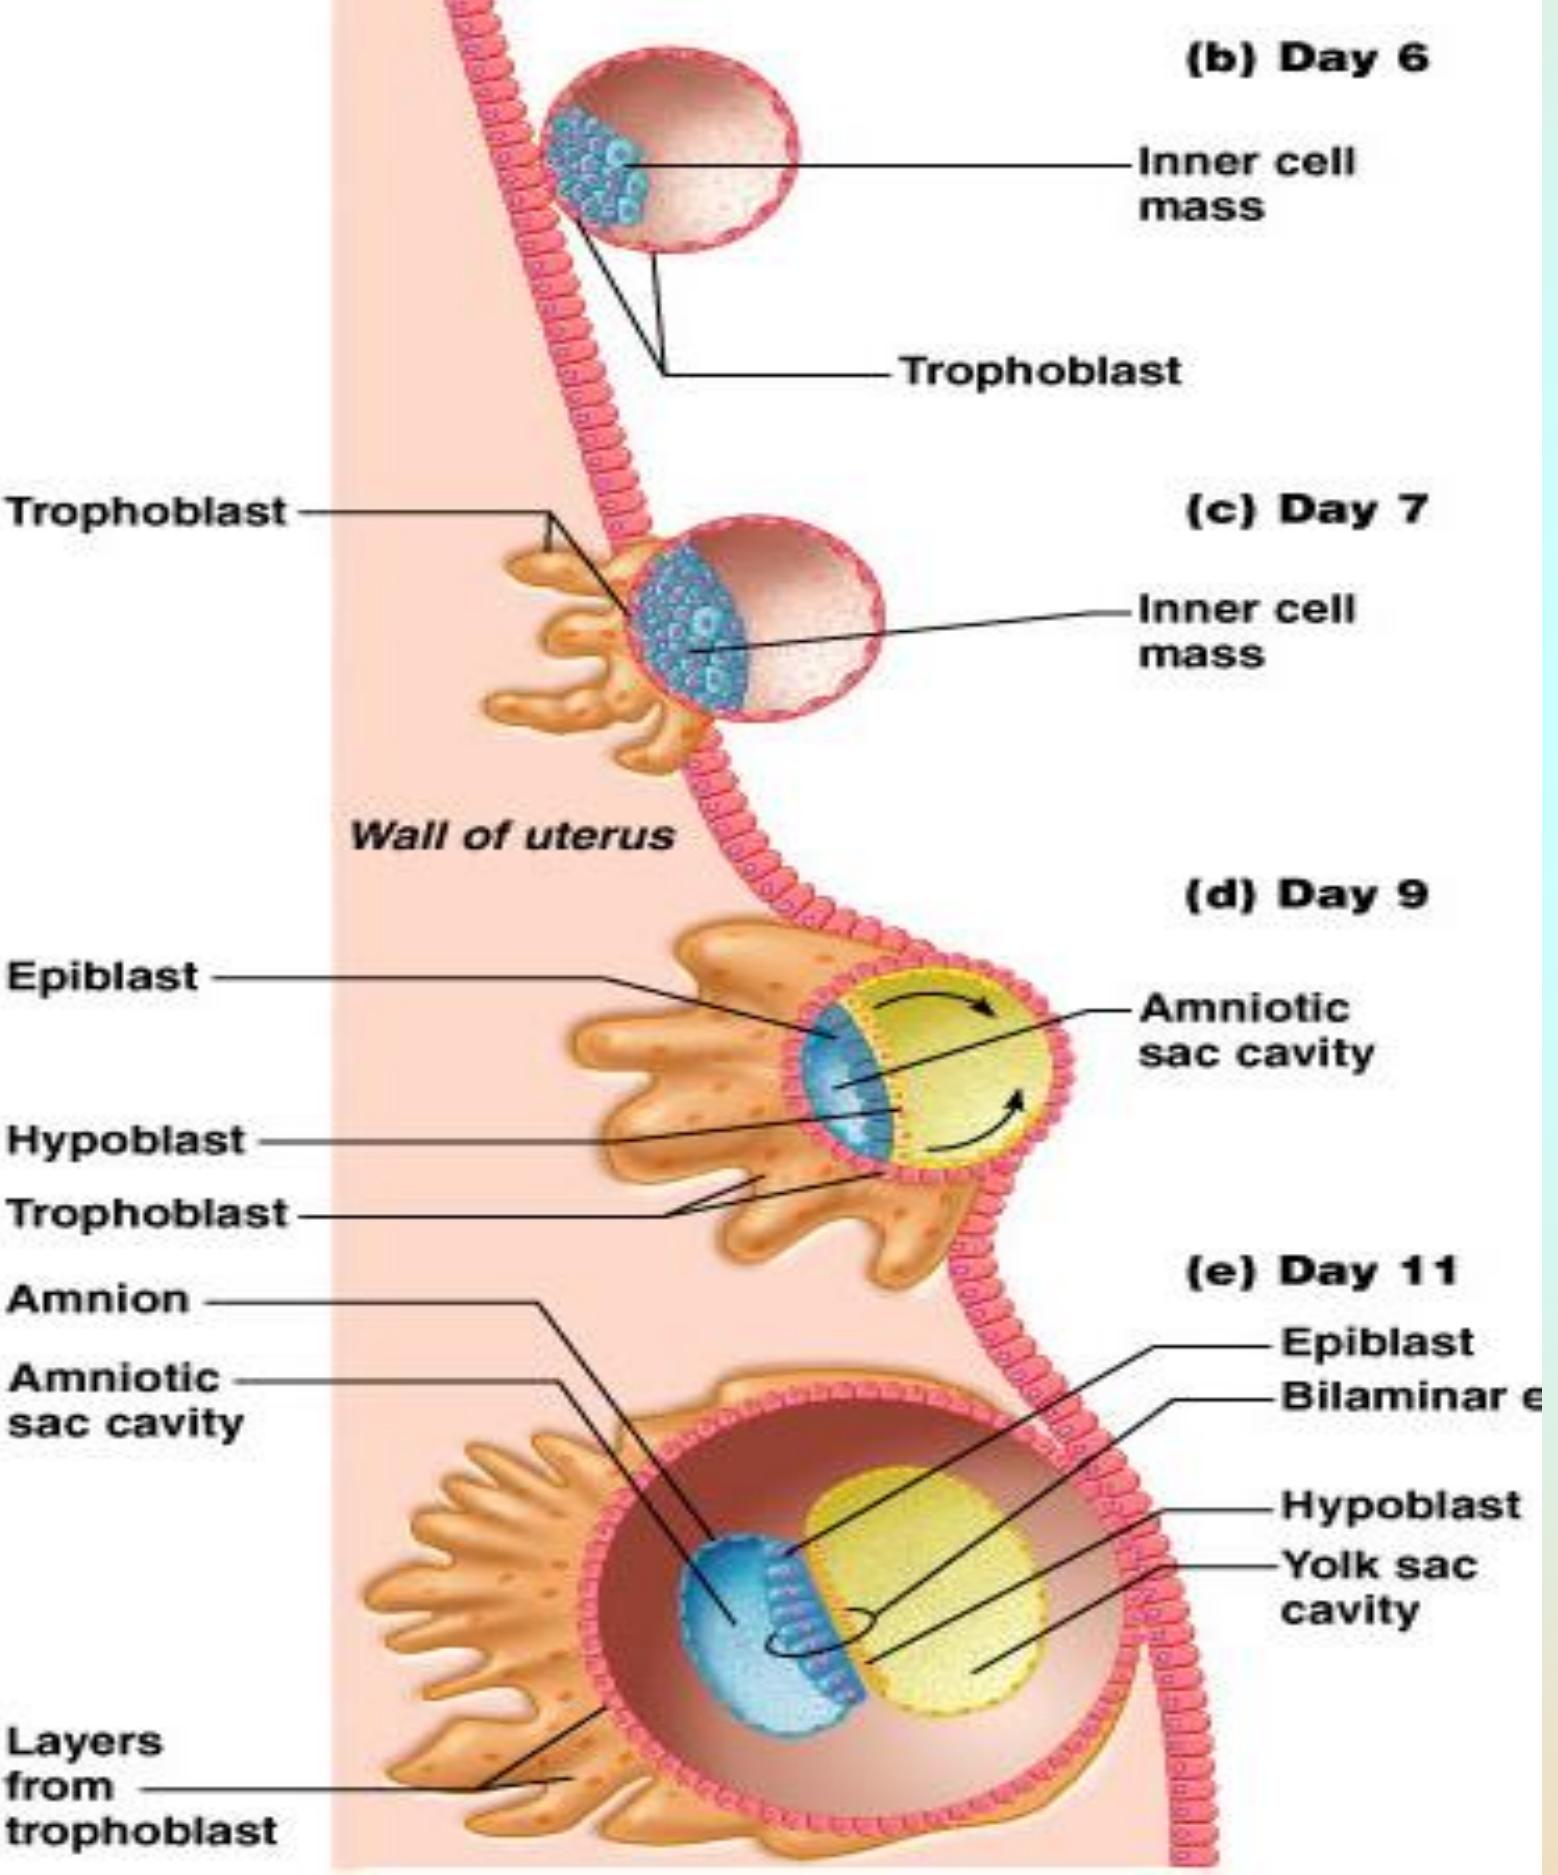 (b) Day 6
Inner cell
mass
Trophoblast
Trophoblast
(c) Day 7
Inner cell
mass
Wall of uterus
(d) Day 9
Epiblast
Amniotic
sac cavity
Hypoblast
Trophoblast
(e) Day 11
Amnion
Epiblast
Amniotic
sac cavity
Bilaminar e
Hypoblast
Yolk sac
cavity
Layers
from
trophoblast